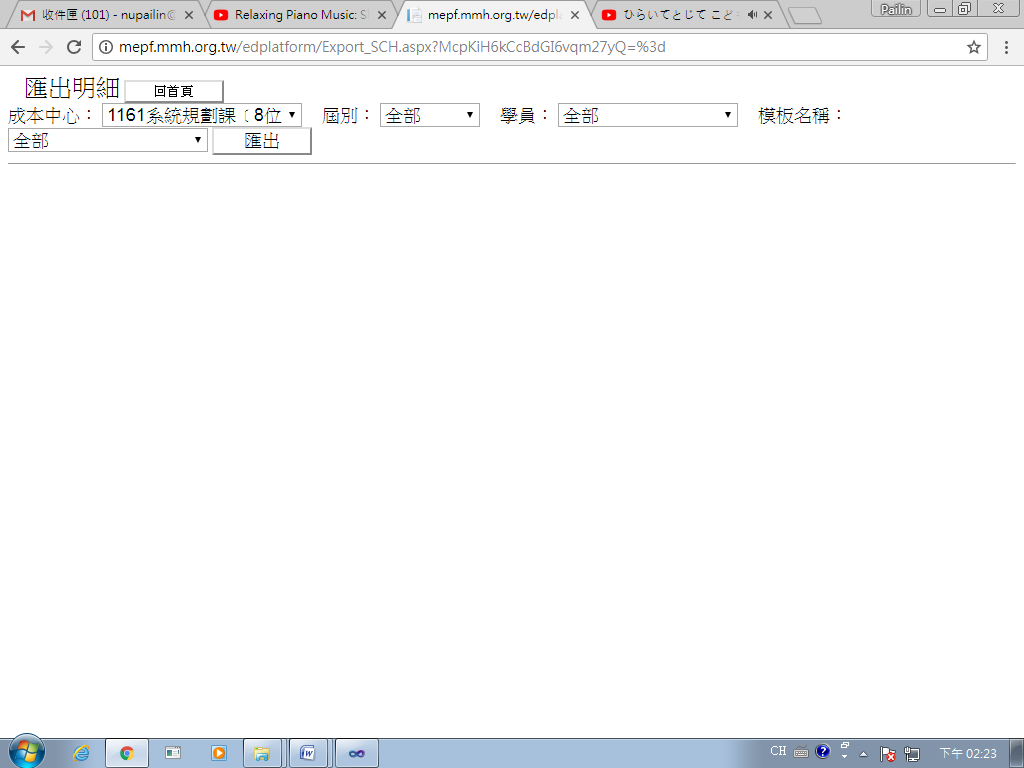 收件匣 (101) - nupailin@
Relaxing Piano Music: Sl
mepf.mmh.org.tw/edpla
ひらいてとじて こど
Pailin
mepf.mmh.org.tw/edplatform/Export_SCH.aspx?McpKiH6kCcBdGI6vqm27yQ=%3d
匯出明細 回首頁
成本中心： 1161系統規劃課〔8位 屆別： 全部 學員： 全部 模板名稱：
全部 匯出
CH
下午 02:23